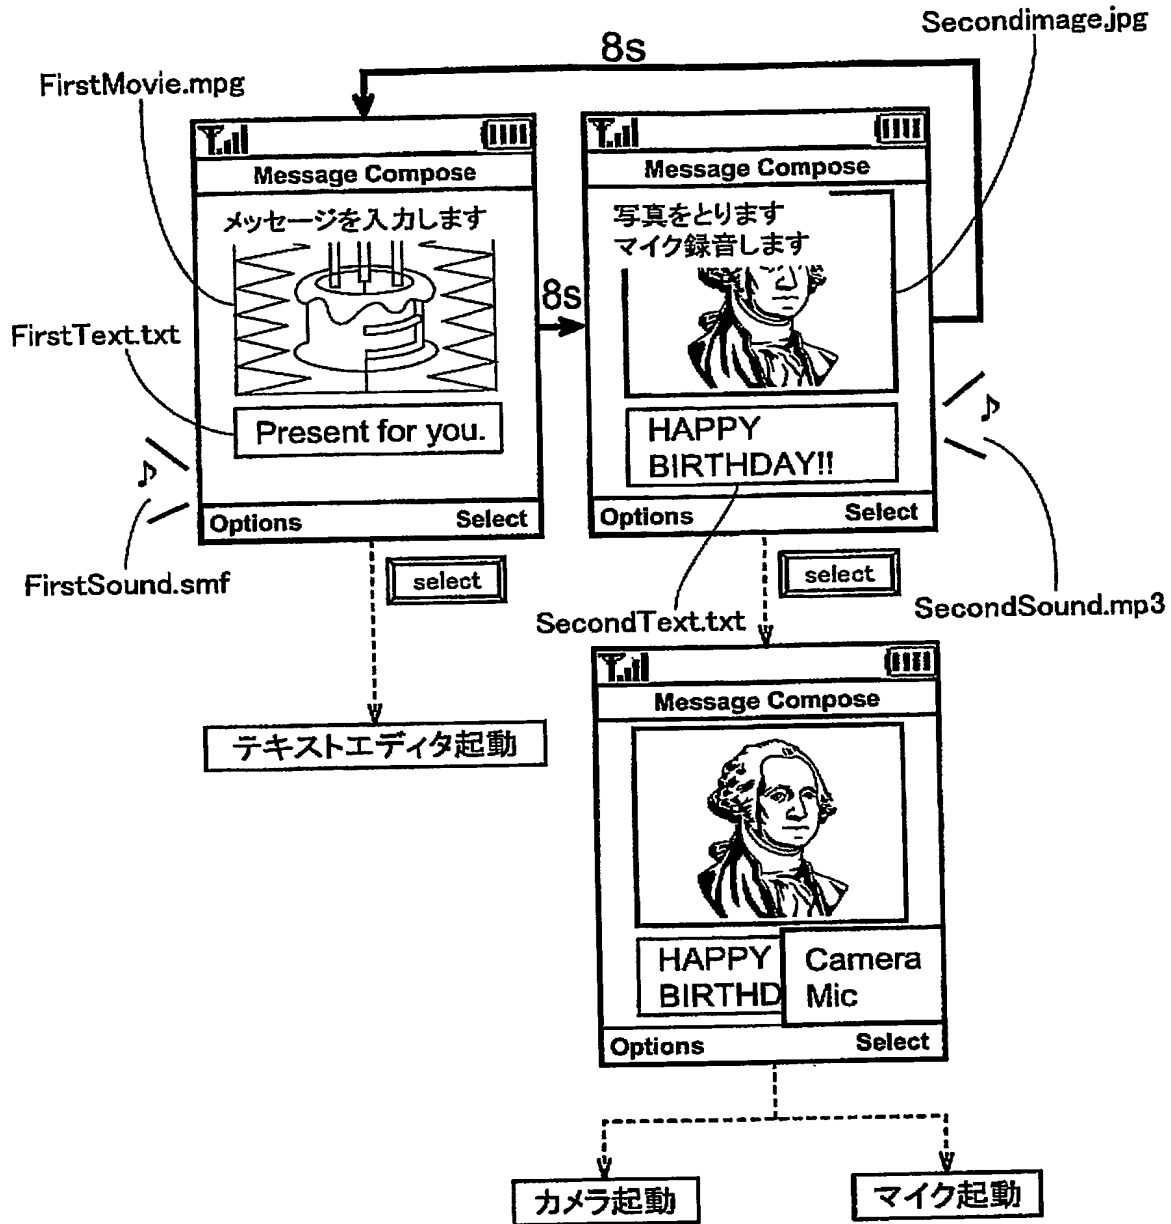 Secondimage.jpg
8s
FirstMovie.mpg
Message Compose
メッセージを入力します
FirstText.txt
Present for you.
Options
Select
FirstSound.smf
select
8s
Message Compose
写真をとります
マイク録音します
HAPPY
BIRTHDAY!!
Options
Select
select
SecondText.txt
SecondSound.mp3
テキストエディタ起動
Message Compose
HAPPY
BIRTHD
Camera
Mic
Options
Select
カメラ起動
マイク起動